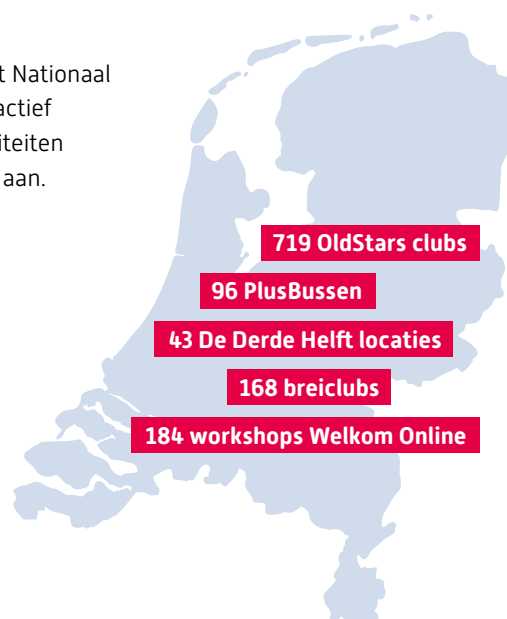 t Nationaal
actief
iteiten
aan.
719 OldStars clubs
96 PlusBussen
43 De Derde Helft locaties
168 breiclubs
184 workshops Welkom Online